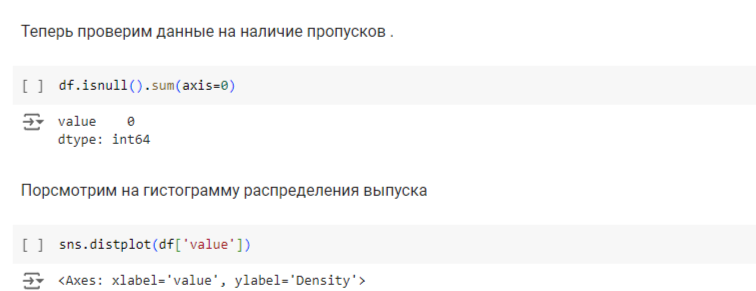 Теперь проверим данные на наличие пропусков .
[ ] df.isnull().sum(axis=0)
value    0
dtype: int64
Порсмотрим на гистограмму распределения выпуска
[ ] sns.distplot(df['value'])
<Axes: xlabel='value', ylabel='Density'>